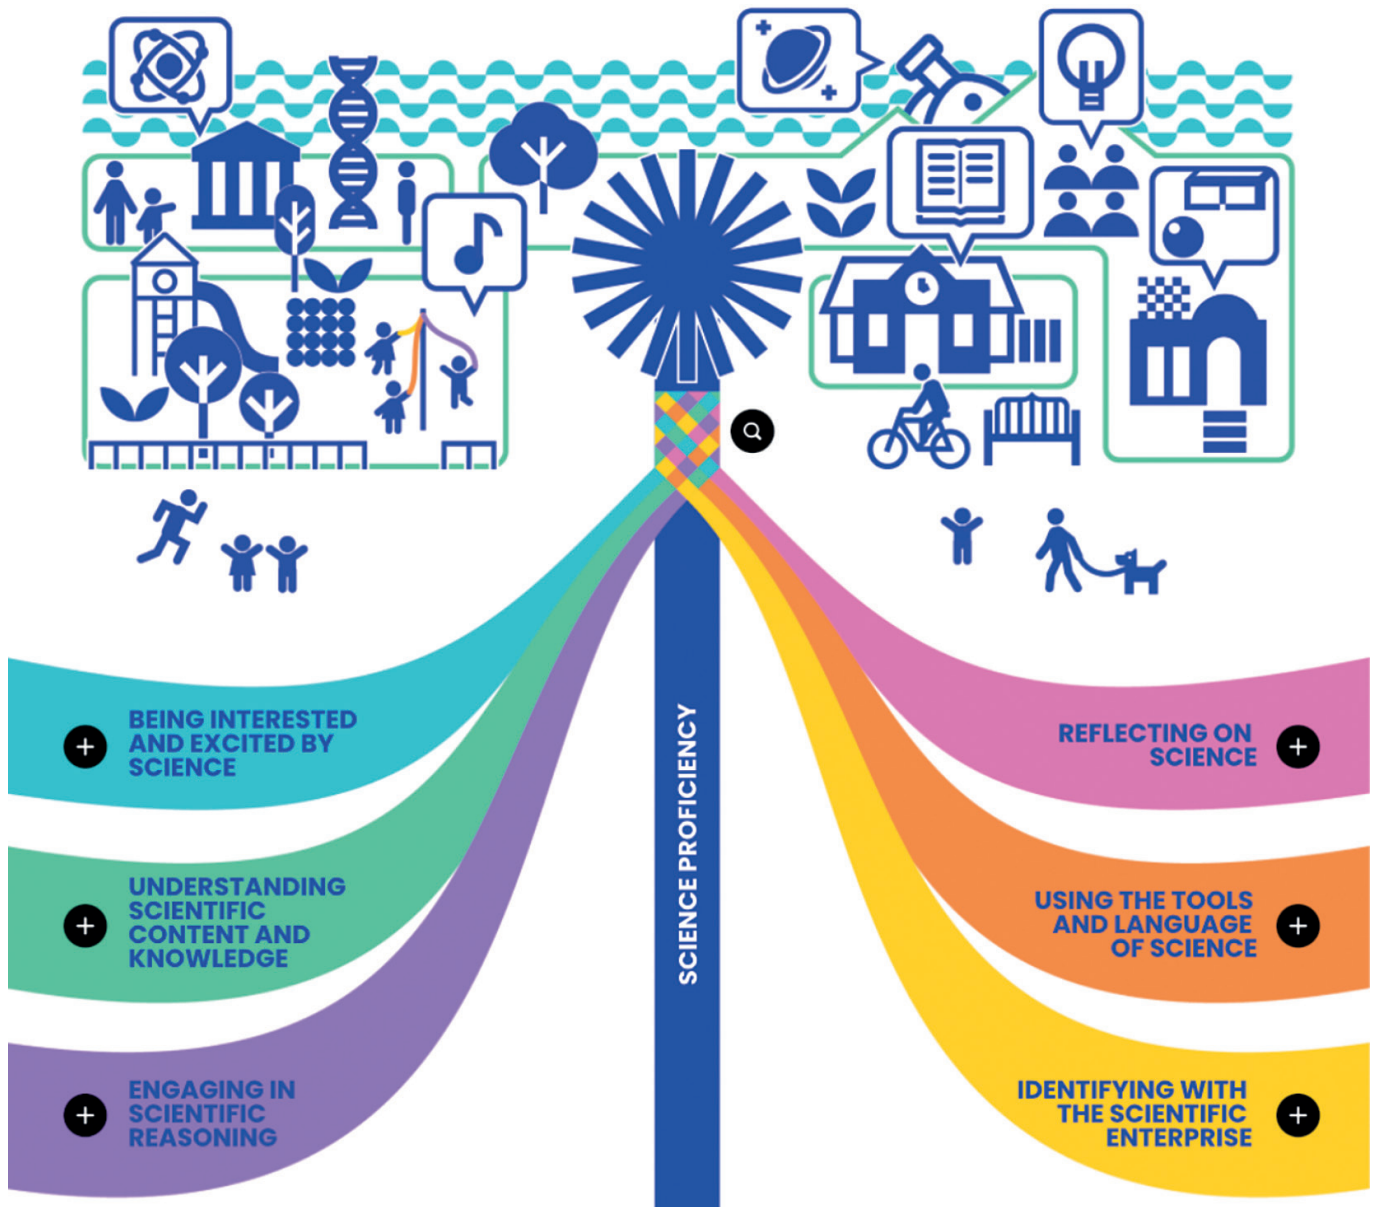 SCIENCE PROFICIENCY
BEING INTERESTED
AND EXCITED BY
SCIENCE
UNDERSTANDING
SCIENTIFIC
CONTENT AND
KNOWLEDGE
ENGAGING IN
SCIENTIFIC
REASONING
REFLECTING ON
SCIENCE
USING THE TOOLS
AND LANGUAGE
OF SCIENCE
IDENTIFYING WITH
THE SCIENTIFIC
ENTERPRISE